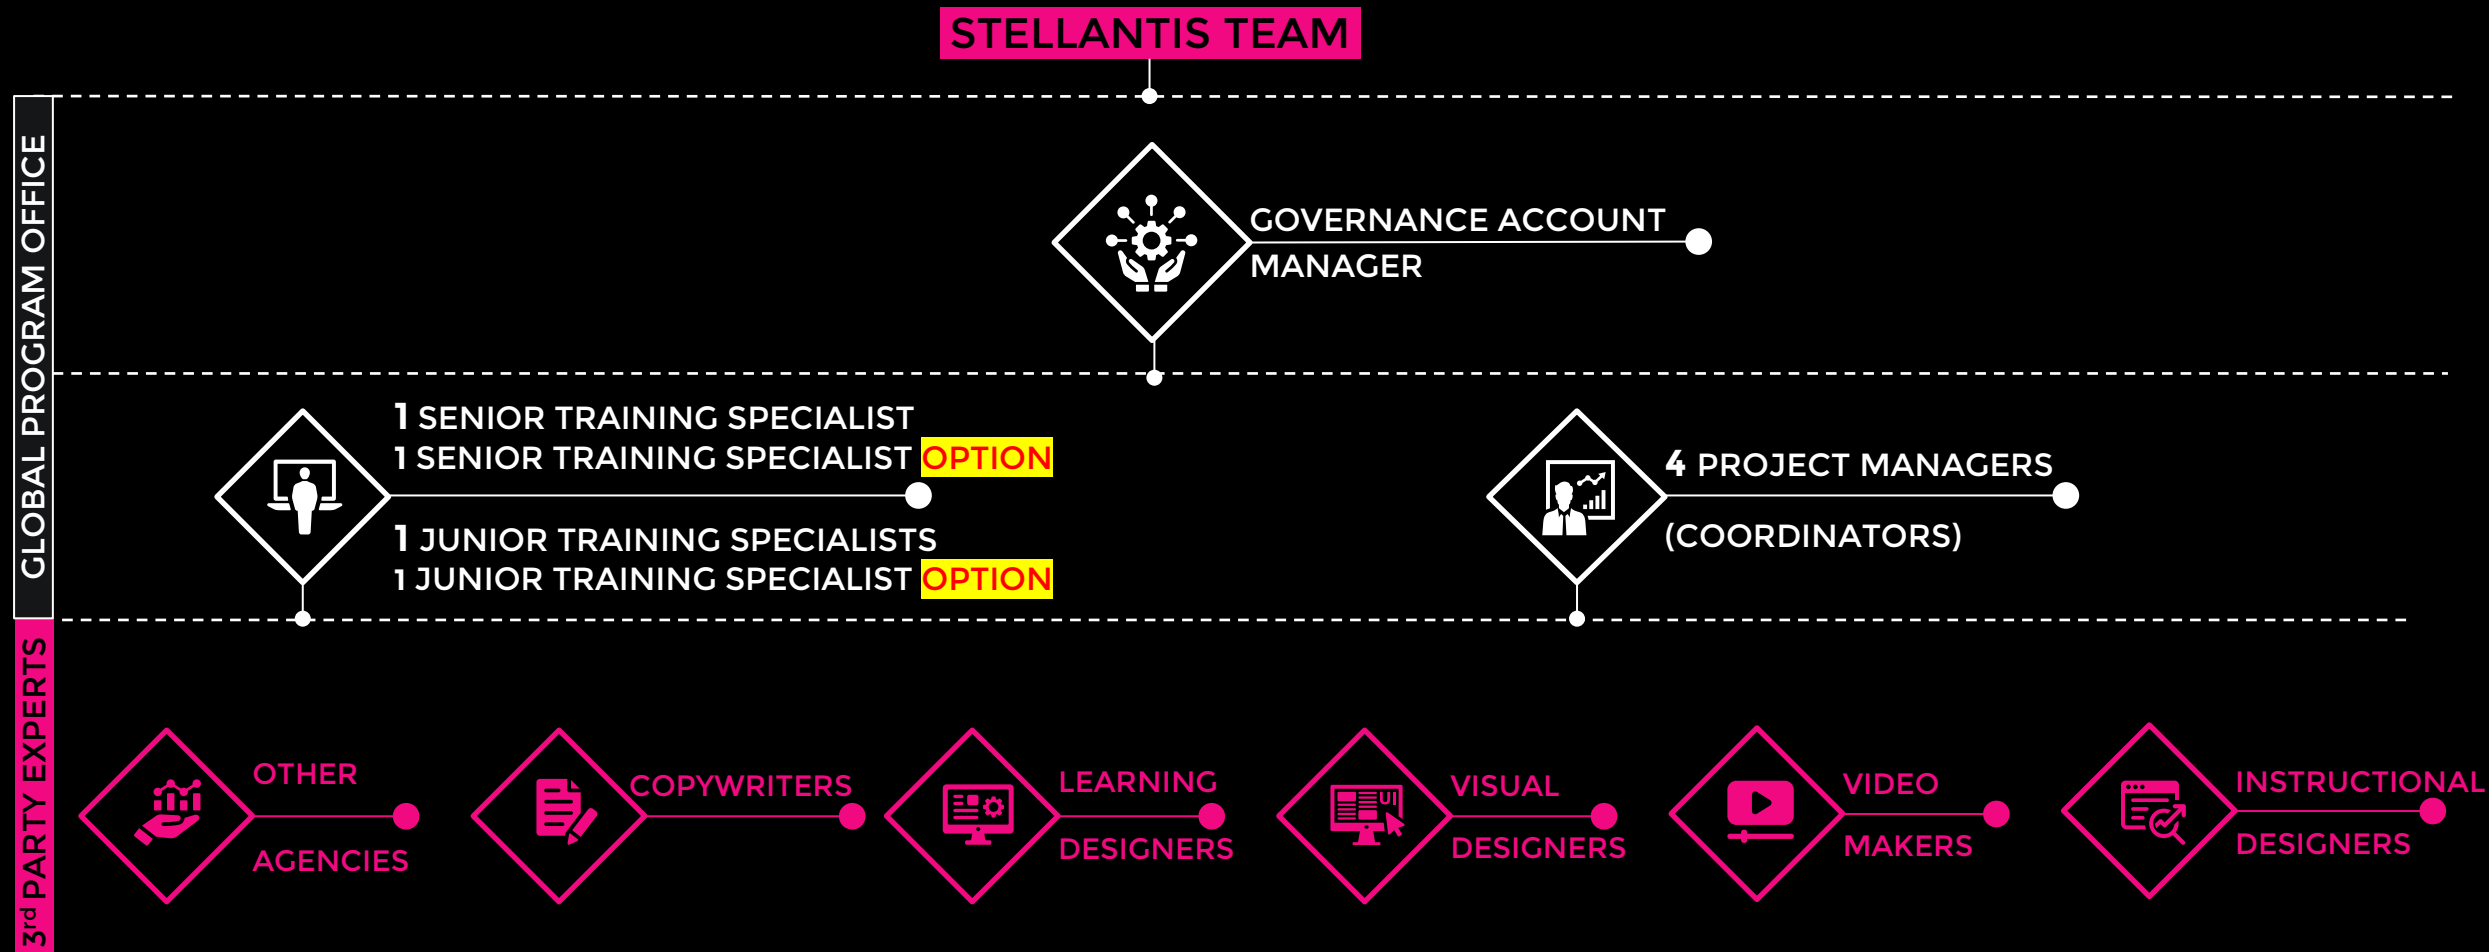 STELLANTIS TEAM
GLOBAL PROGRAM OFFICE
GOVERNANCE ACCOUNT
MANAGER
1 SENIOR TRAINING SPECIALIST
1 SENIOR TRAINING SPECIALIST OPTION
1 JUNIOR TRAINING SPECIALISTS
1 JUNIOR TRAINING SPECIALIST OPTION
4 PROJECT MANAGERS
(COORDINATORS)
3rd PARTY EXPERTS
OTHER
AGENCIES
COPYWRITERS
LEARNING
DESIGNERS
UI
VISUAL
DESIGNERS
VIDEO
MAKERS
INSTRUCTIONAL
DESIGNERS